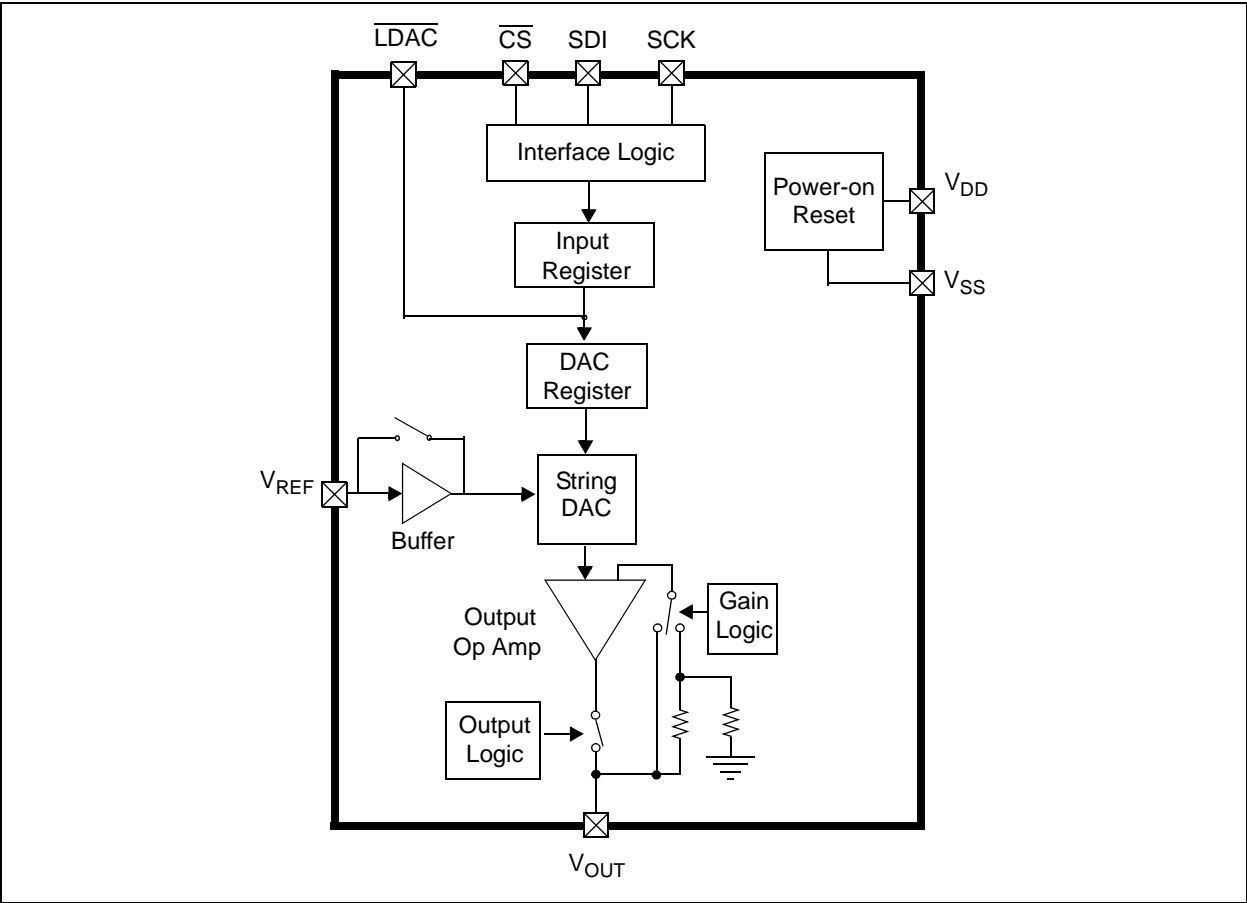 LDAC CS SDI SCK
Interface Logic
Power-on
Reset
VDD
VSS
Input
Register
DAC
Register
VREF
Buffer
String
DAC
Output
Op Amp
Gain
Logic
Output
Logic
VOUT